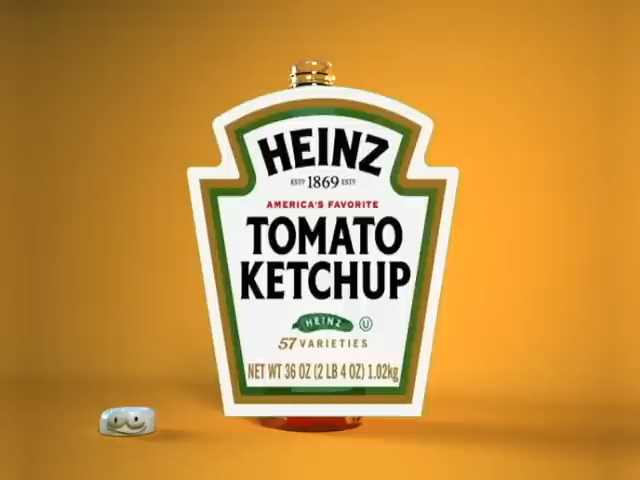 HEINZ
ESTD 1869 ESTD
AMERICA'S FAVORITE
TOMATO
KETCHUP
HEINZ U
57 VARIETIES
NET WT 36 OZ (2 LB 4 OZ) 1.02kg